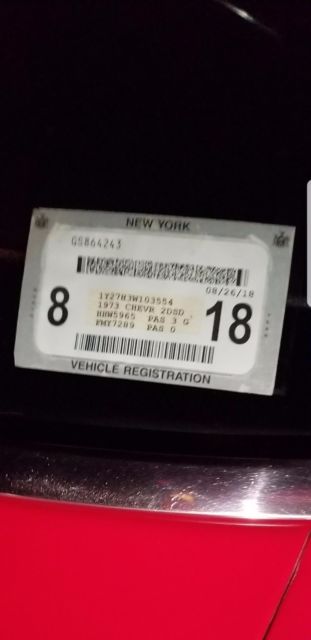 NEW YORK
GS864243
08/26/18
8
1Y27H3W103554
1973 CHEVR 2DSD
HHW5965 PAS 3 G
FMY7289 PAS 0
18
VEHICLE REGISTRATION